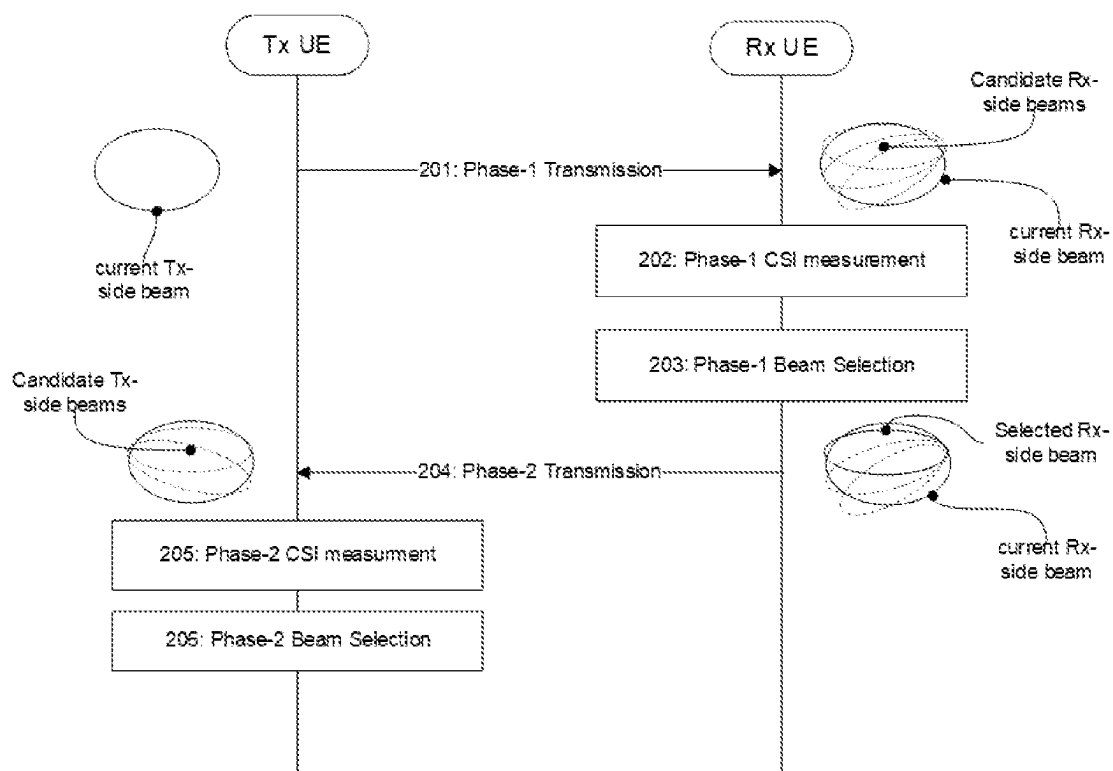 Tx UE
Rx UE
Candidate Rx-
side beams
201: Phase-1 Transmission
current Tx-
side beam
current Rx-
side beam
202: Phase-1 CSI measurement
203: Phase-1 Beam Selection
Candidate Tx-
side beams
Selected Rx-
side beam
204: Phase-2 Transmission
current Rx-
side beam
205: Phase-2 CSI measurment
206: Phase-2 Beam Selection